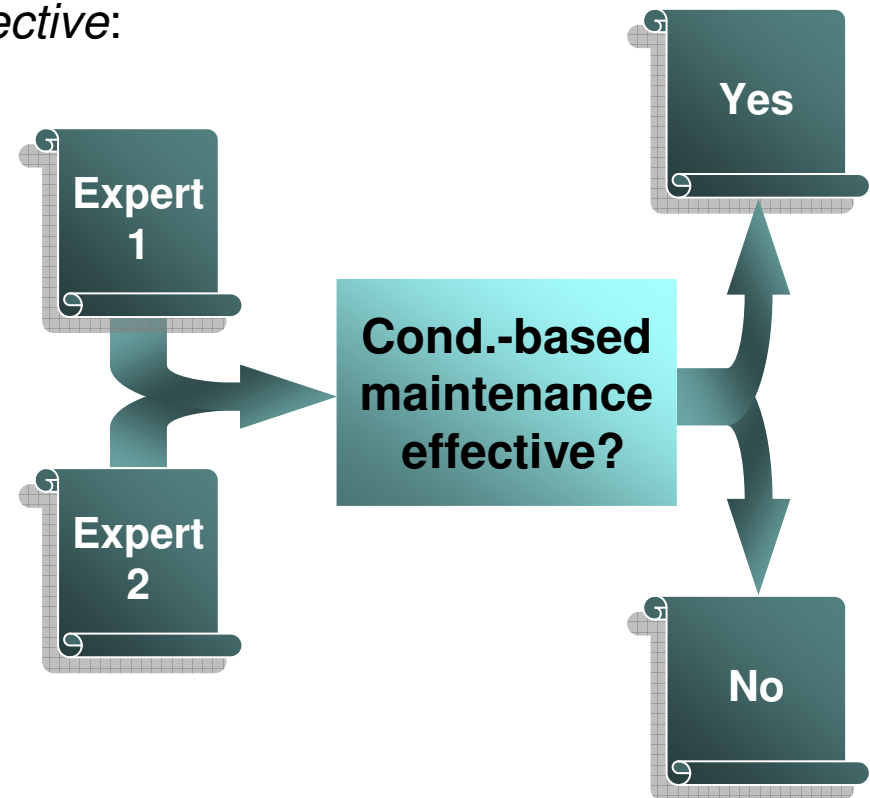 ective:
Yes
Expert
1
Cond.-based
maintenance
effective?
Expert
2
No